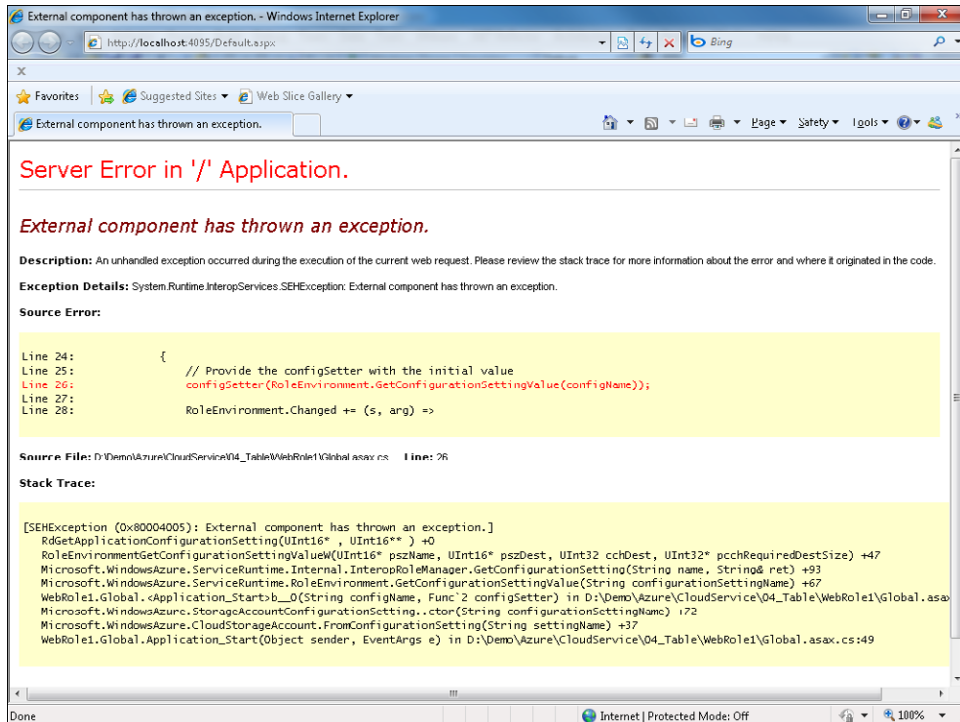 External component has thrown an exception. - Windows Internet Explorer
http://localhost:4095/Default.aspx
Bing
x
Favorites Suggested Sites Web Slice Gallery
External component has thrown an exception.
Page Safety Tools
Server Error in '/' Application.
External component has thrown an exception.
Description: An unhandled exception occurred during the execution of the current web request. Please review the stack trace for more information about the error and where it originated in the code.
Exception Details: System.Runtime.InteropServices.SEHException: External component has thrown an exception.
Source Error:
Line 24: {
Line 25: // Provide the configSetter with the initial value
Line 26: configSetter(RoleEnvironment.GetConfigurationSettingValue(configName));
Line 27:
Line 28: RoleEnvironment.Changed += (s, arg) =>
Source File: D:\Demo\Azure\CloudService\04_Table\WebRole1\Global.asax.cs Line: 26
Stack Trace:
[SEHException (0x80004005): External component has thrown an exception.]
RdGetApplicationConfigurationSetting(UInt16* , UInt16** ) +0
RoleEnvironmentGetConfigurationSettingValueW(UInt16* pszName, UInt16* pszDest, UInt32 cchDest, UInt32* pcchRequiredDestSize) +47
Microsoft.WindowsAzure.ServiceRuntime.Internal.InteropRoleManager.GetConfigurationSetting(String name, String& ret) +93
Microsoft.WindowsAzure.ServiceRuntime.RoleEnvironment.GetConfigurationSettingValue(String configurationSettingName) +67
WebRole1.Global.<Application_Start>b__0(String configName, Func`2 configSetter) in D:\Demo\Azure\CloudService\04_Table\WebRole1\Global.asax
Microsoft.WindowsAzure.StorageAccountConfigurationSetting..ctor(String configurationSettingName) +72
Microsoft.WindowsAzure.CloudStorageAccount.FromConfigurationSetting(String settingName) +37
WebRole1.Global.Application_Start(Object sender, EventArgs e) in D:\Demo\Azure\CloudService\04_Table\WebRole1\Global.asax.cs:49
Done Internet | Protected Mode: Off 100%